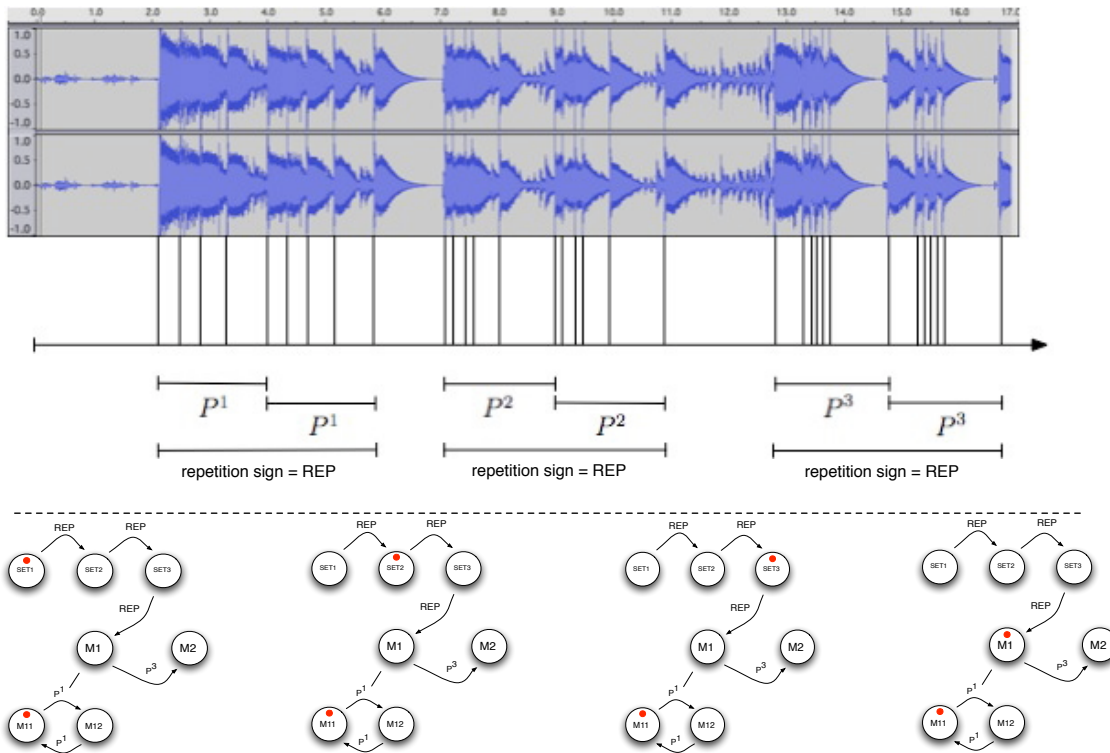 0.0 1.0 2.0 3.0 4.0 5.0 6.0 7.0 8.0 9.0 10.0 11.0 12.0 13.0 14.0 15.0 16.0 17.0
1.0
0.5
0.0
-0.5
-1.0
1.0
0.5
0.0
-0.5
-1.0
P¹ P² P³
P¹ P² P³
repetition sign = REP repetition sign = REP repetition sign = REP
REP REP REP REP REP REP REP REP
SET1 SET2 SET3 SET1 SET2 SET3 SET1 SET2 SET3 SET1 SET2 SET3
REP REP REP REP
M1 M2 M1 M2 M1 M2 M1 M2
P³ P³ P³ P³
P¹ P¹ P¹ P¹
M11 M12 M11 M12 M11 M12 M11 M12
P¹ P¹ P¹ P¹